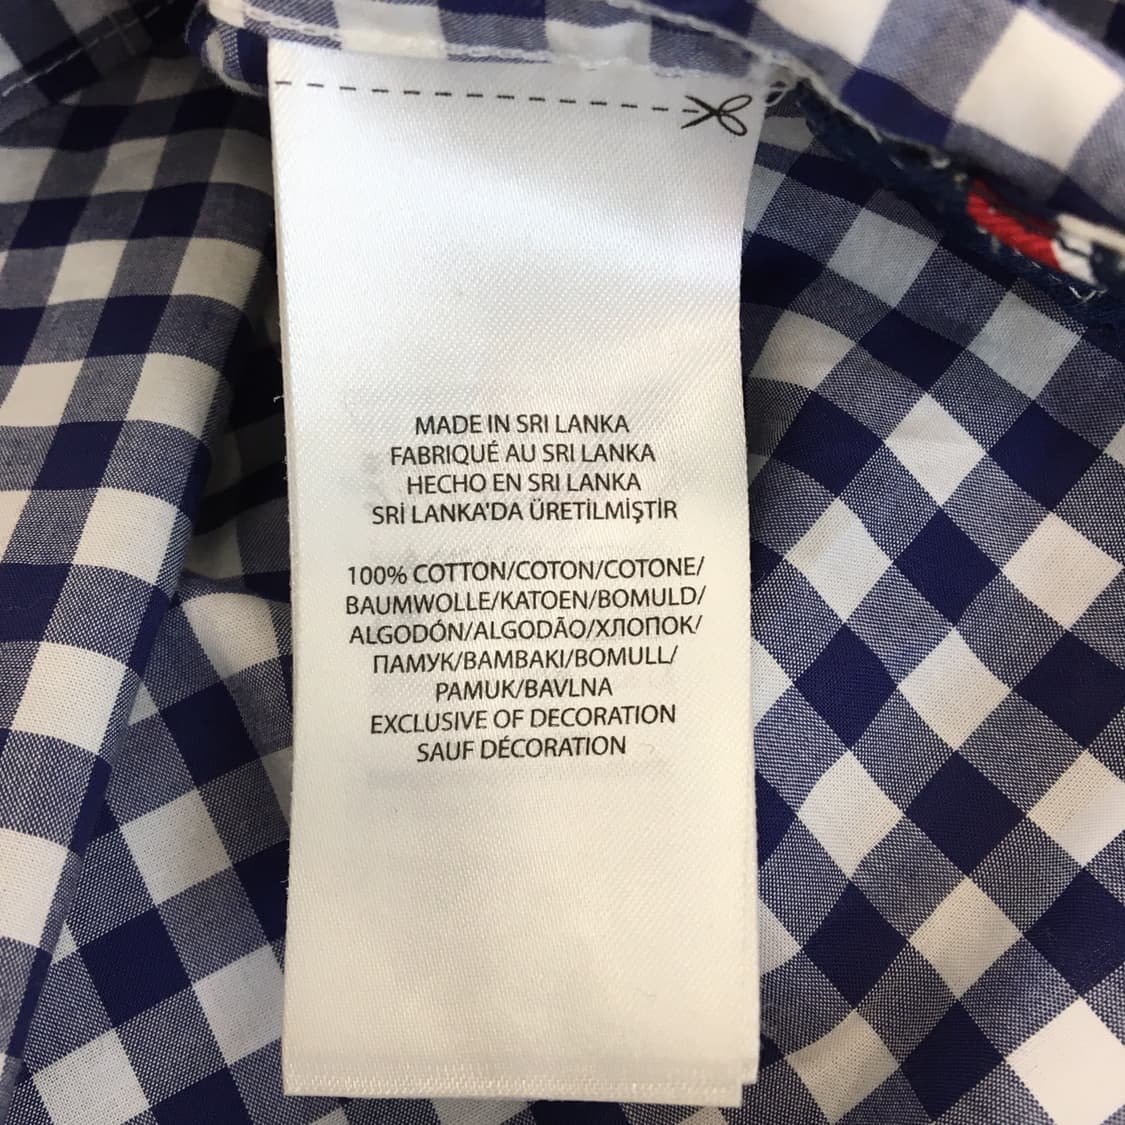 MADE IN SRI LANKA
FABRIQUÉ AU SRI LANKA
HECHO EN SRI LANKA
SRİ LANKA'DA ÜRETİLMİŞTİR
100% COTTON/COTON/COTONE/
BAUMWOLLE/KATOEN/BOMULD/
ALGODÓN/ALGODÃO/ХЛОПОК/
ПАМУК/BAMBAKI/BOMULL/
PAMUK/BAVLNA
EXCLUSIVE OF DECORATION
SAUF DÉCORATION